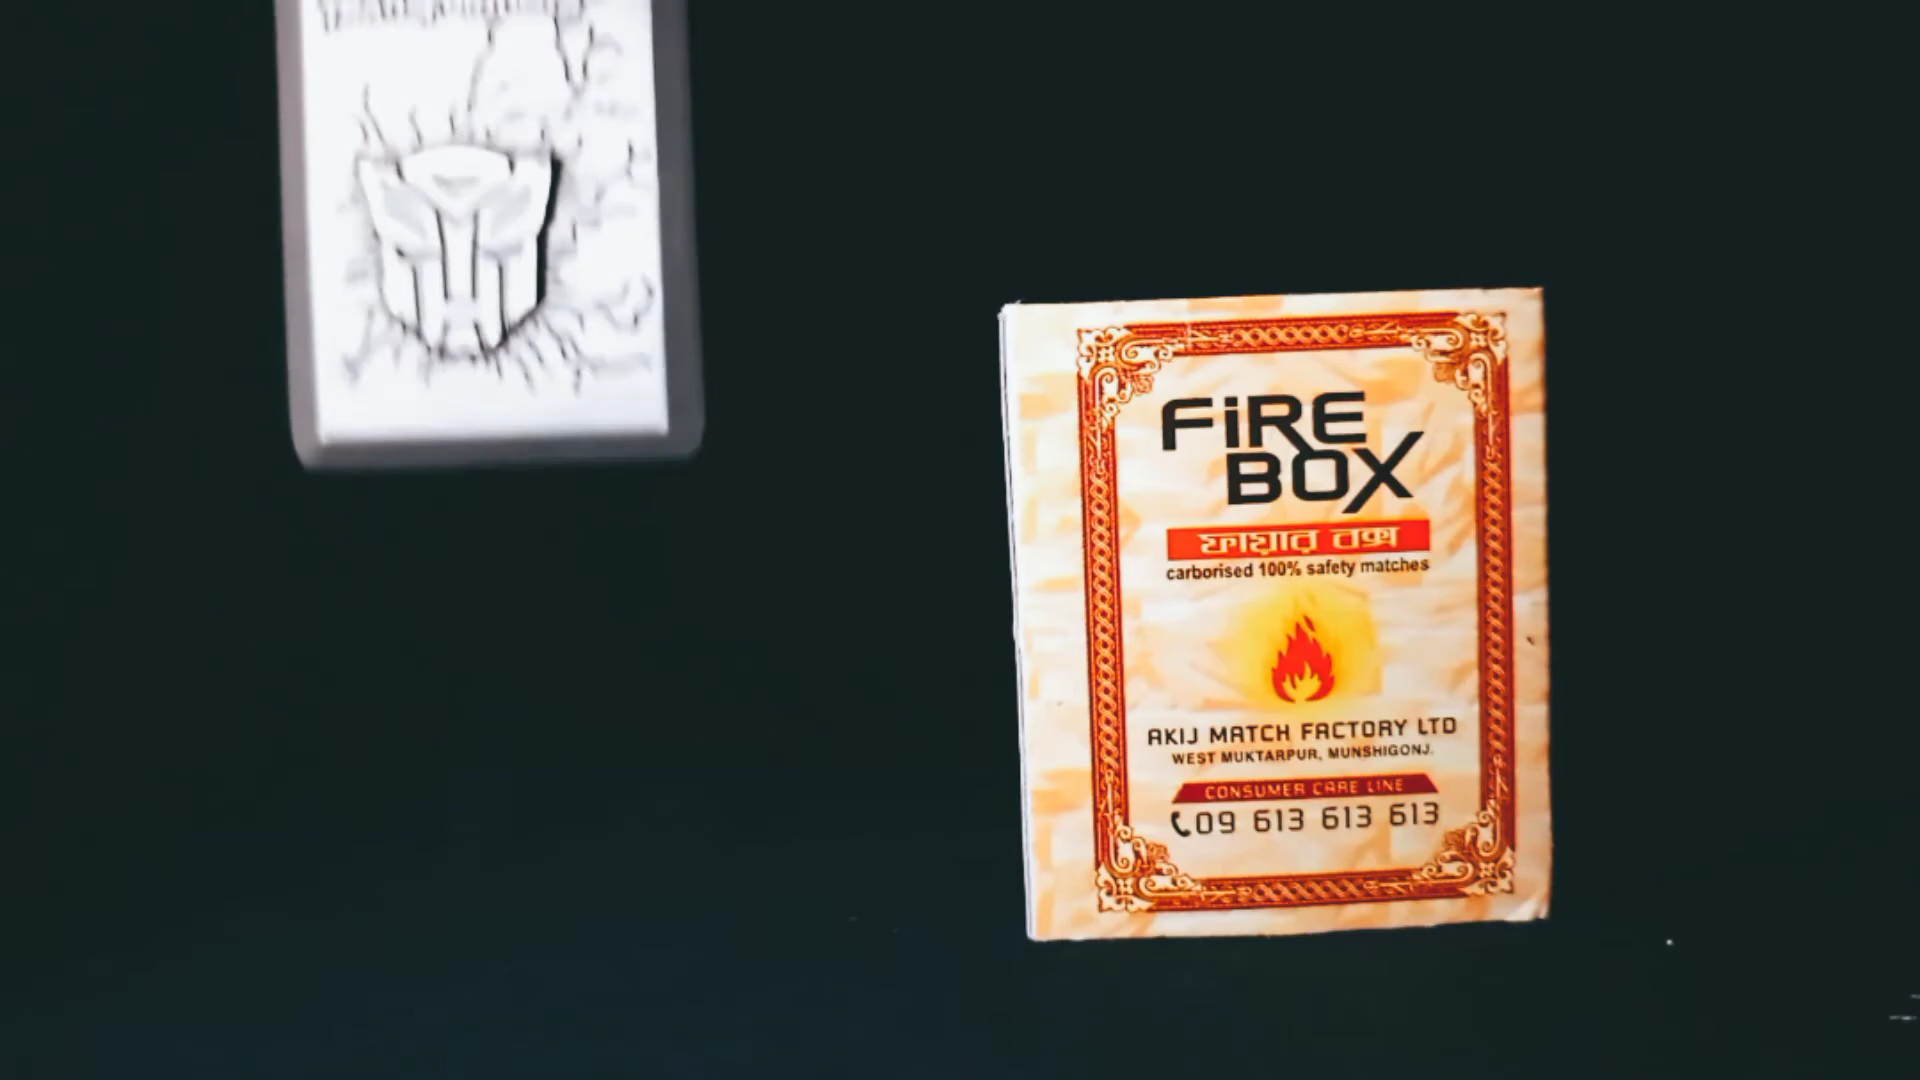 FiRE
BOX
ফায়ার বক্স
carborised 100% safety matches
AKIJ MATCH FACTORY LTD
WEST MUKTARPUR, MUNSHIGONJ.
CONSUMER CARE LINE
09 613 613 613